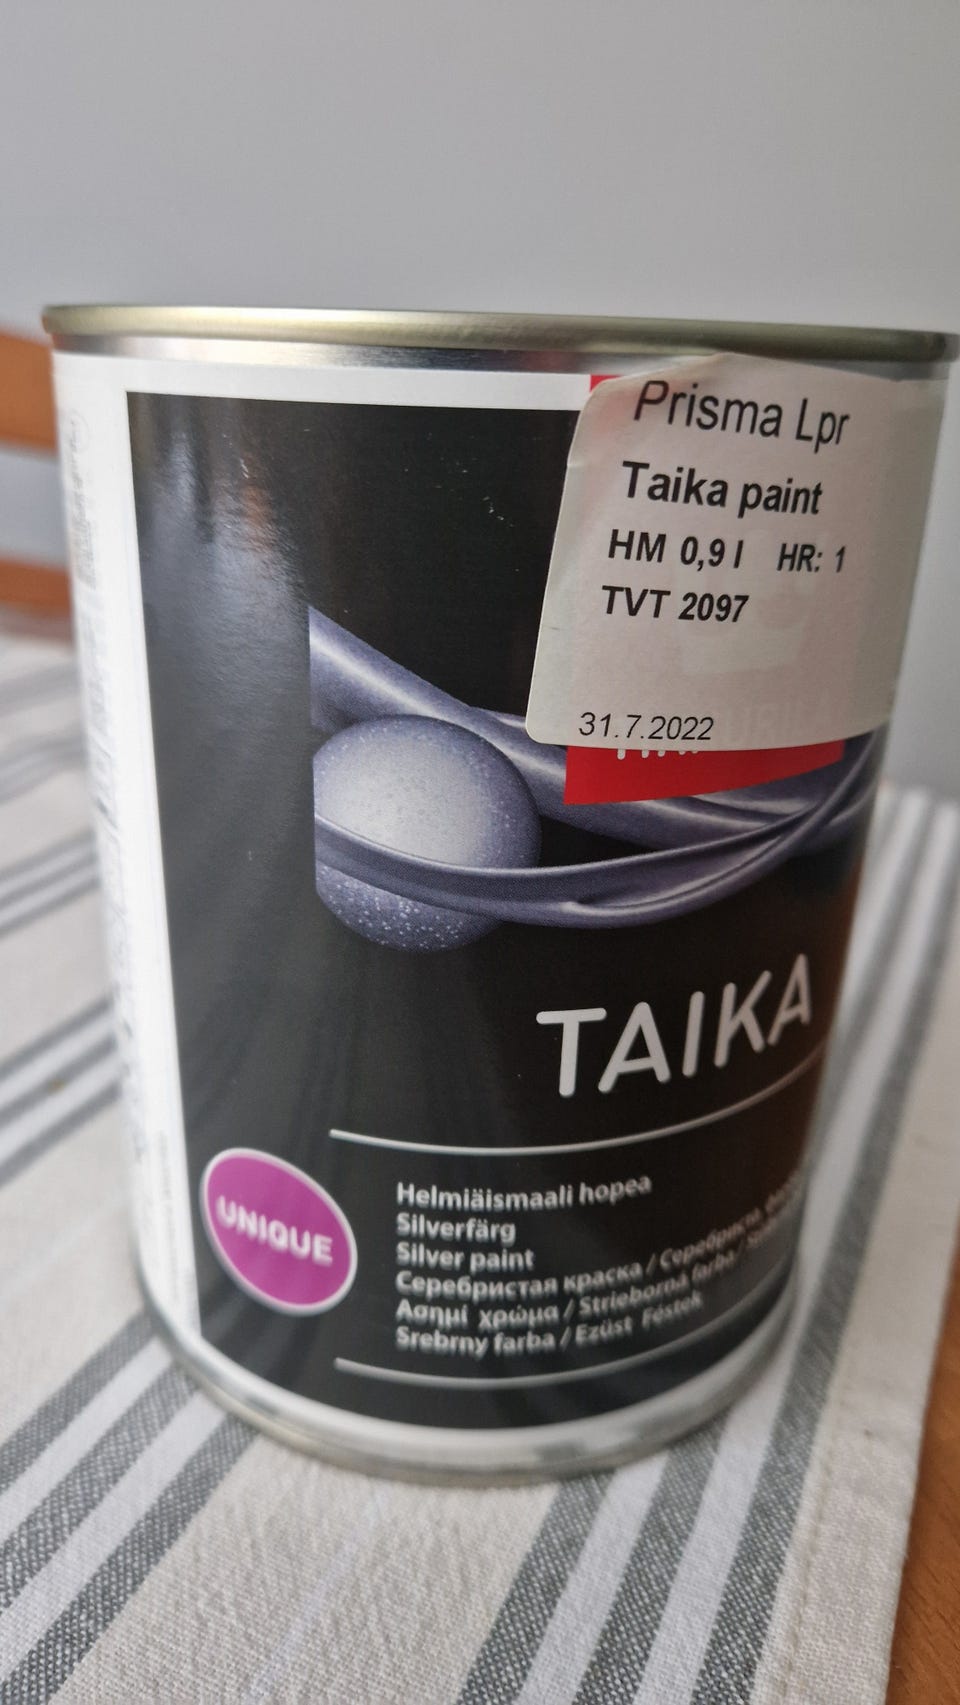 Prisma Lpr
Taika paint
HM 0,9 l HR: 1
TVT 2097
31.7.2022
TAIKA
UNIQUE
Helmiäismaali hopea
Silverfärg
Silver paint
Серебристая краска / Серебристо
Ασημί χρώμα / Strieborná farba /
Srebrny farba / Ezüst Festek